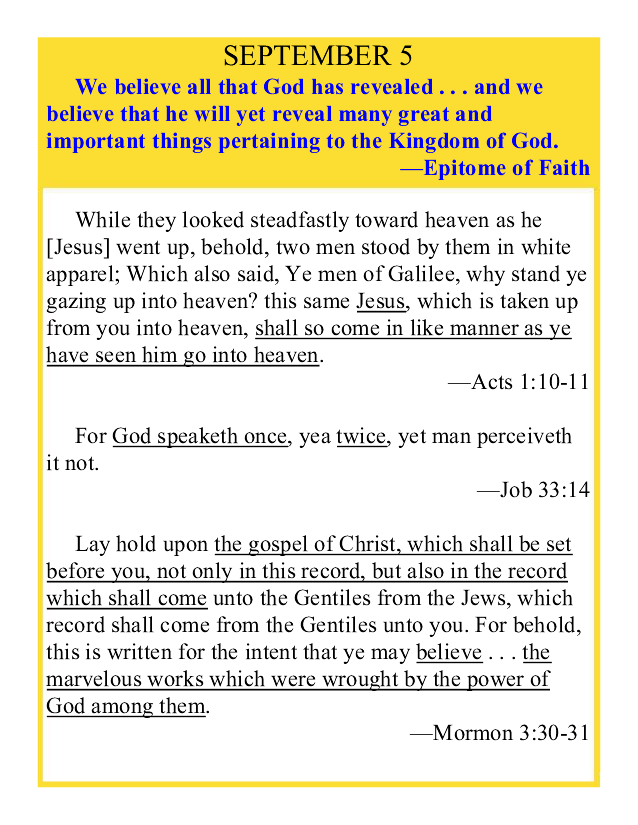 SEPTEMBER 5
We believe all that God has revealed . . . and we
believe that he will yet reveal many great and
important things pertaining to the Kingdom of God.
—Epitome of Faith
While they looked steadfastly toward heaven as he
[Jesus] went up, behold, two men stood by them in white
apparel; Which also said, Ye men of Galilee, why stand ye
gazing up into heaven? this same Jesus, which is taken up
from you into heaven, shall so come in like manner as ye
have seen him go into heaven.
—Acts 1:10-11
For God speaketh once, yea twice, yet man perceiveth
it not.
—Job 33:14
Lay hold upon the gospel of Christ, which shall be set
before you, not only in this record, but also in the record
which shall come unto the Gentiles from the Jews, which
record shall come from the Gentiles unto you. For behold,
this is written for the intent that ye may believe . . . the
marvelous works which were wrought by the power of
God among them.
—Mormon 3:30-31